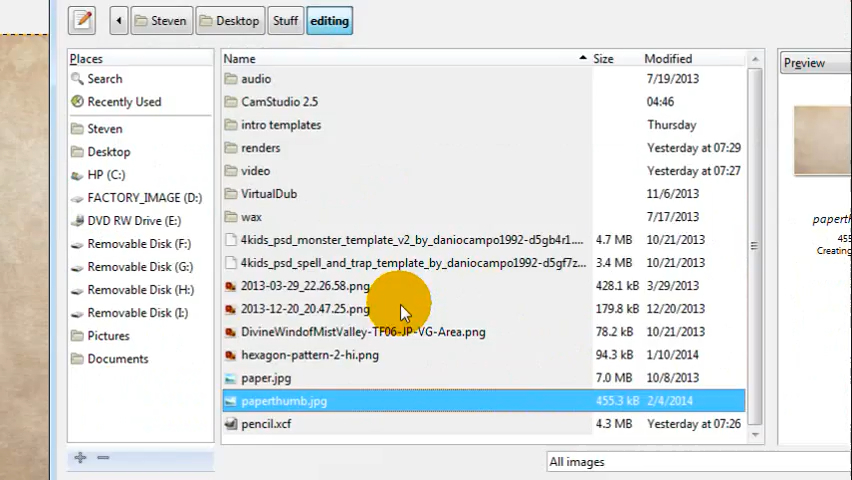 Steven Desktop Stuff editing
Places
Search
Recently Used
Steven
Desktop
HP (C:)
FACTORY_IMAGE (D:)
DVD RW Drive (E:)
Removable Disk (F:)
Removable Disk (G:)
Removable Disk (H:)
Removable Disk (I:)
Pictures
Documents
Name Size Modified
audio 7/19/2013
CamStudio 2.5 04:46
intro templates Thursday
renders Yesterday at 07:29
video Yesterday at 07:27
VirtualDub 11/6/2013
wax 7/17/2013
4kids_psd_monster_template_v2_by_daniocampo1992-d5gb4r1.... 4.7 MB 10/21/2013
4kids_psd_spell_and_trap_template_by_daniocampo1992-d5gf7z... 3.4 MB 10/21/2013
2013-03-29_22.26.58.png 428.1 kB 3/29/2013
2013-12-20_20.47.25.png 179.8 kB 12/20/2013
DivineWindofMistValley-TF06-JP-VG-Area.png 78.2 kB 10/21/2013
hexagon-pattern-2-hi.png 94.3 kB 1/10/2014
paper.jpg 7.0 MB 10/8/2013
paperthumb.jpg 455.3 kB 2/4/2014
pencil.xcf 4.3 MB Yesterday at 07:26
All images
Preview
paperth
455
Creating